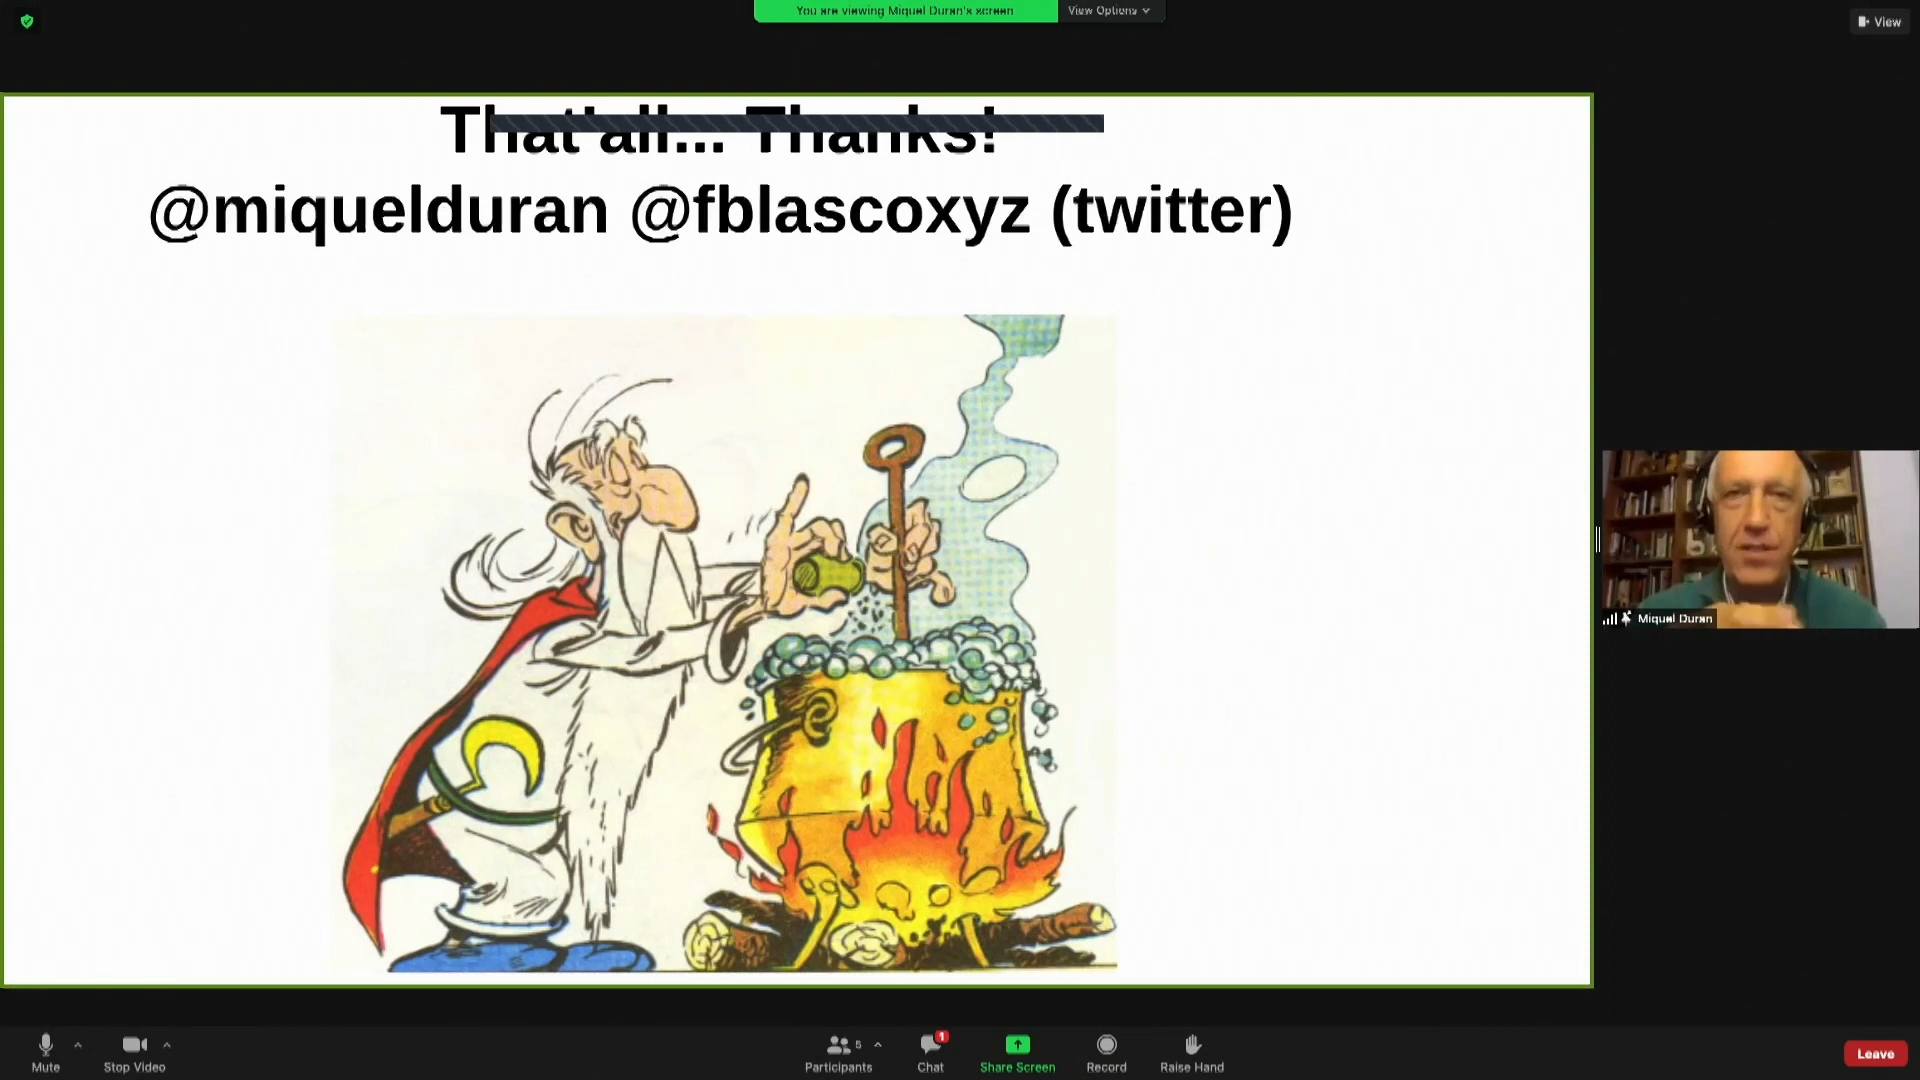 You are viewing Miquel Duran's screen
View Options
View
That'all... Thanks!
@miquelduran @fblascoxyz (twitter)
Miquel Duran
Mute
Stop Video
5
Participants
1
Chat
Share Screen
Record
Raise Hand
Leave